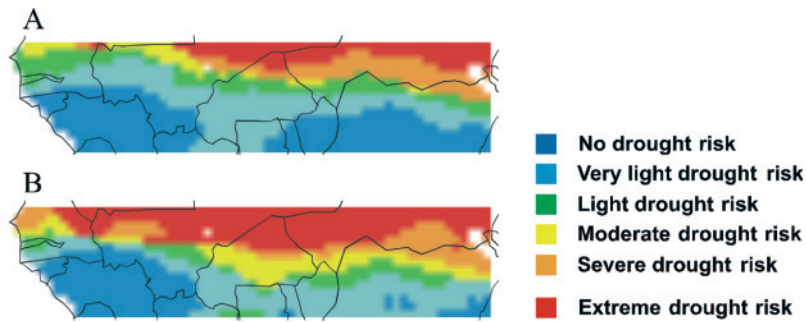 A
B
No drought risk
Very light drought risk
Light drought risk
Moderate drought risk
Severe drought risk
Extreme drought risk